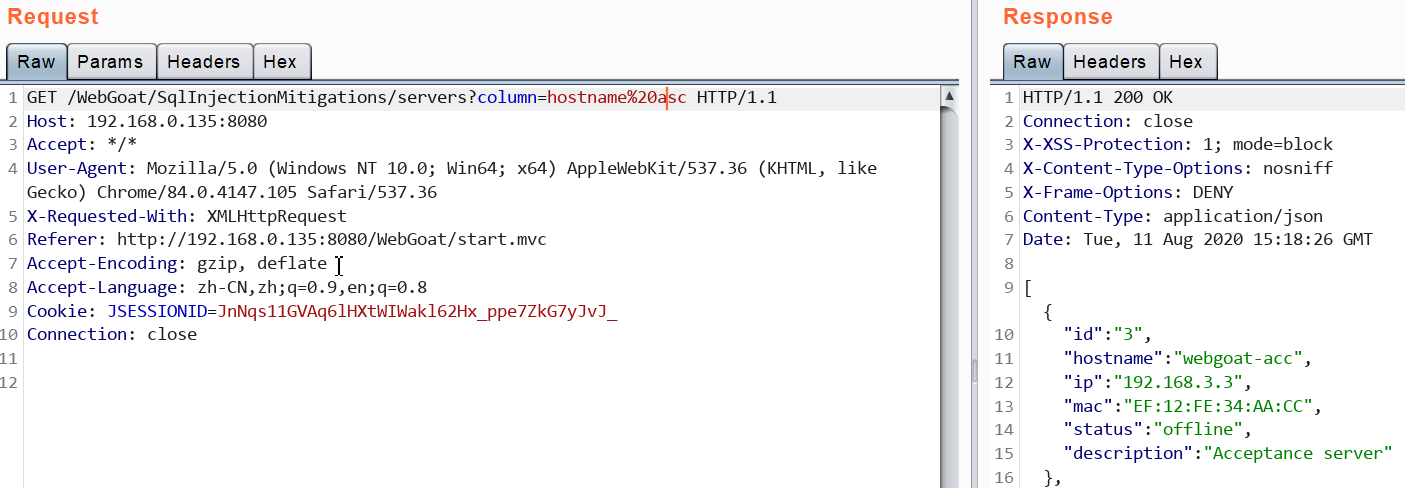 Request
Raw Params Headers Hex
1 GET /WebGoat/SqlInjectionMitigations/servers?column=hostname%20asc HTTP/1.1
2 Host: 192.168.0.135:8080
3 Accept: */*
4 User-Agent: Mozilla/5.0 (Windows NT 10.0; Win64; x64) AppleWebKit/537.36 (KHTML, like
Gecko) Chrome/84.0.4147.105 Safari/537.36
5 X-Requested-With: XMLHttpRequest
6 Referer: http://192.168.0.135:8080/WebGoat/start.mvc
7 Accept-Encoding: gzip, deflate
8 Accept-Language: zh-CN,zh;q=0.9,en;q=0.8
9 Cookie: JSESSIONID=JnNqs11GVAq6lHXtWIWakl62Hx_ppe7ZkG7yJvJ_
10 Connection: close
11
12
Response
Raw Headers Hex
1 HTTP/1.1 200 OK
2 Connection: close
3 X-XSS-Protection: 1; mode=block
4 X-Content-Type-Options: nosniff
5 X-Frame-Options: DENY
6 Content-Type: application/json
7 Date: Tue, 11 Aug 2020 15:18:26 GMT
8
9 [
{
10 "id":"3",
11 "hostname":"webgoat-acc",
12 "ip":"192.168.3.3",
13 "mac":"EF:12:FE:34:AA:CC",
14 "status":"offline",
15 "description":"Acceptance server"
16 },